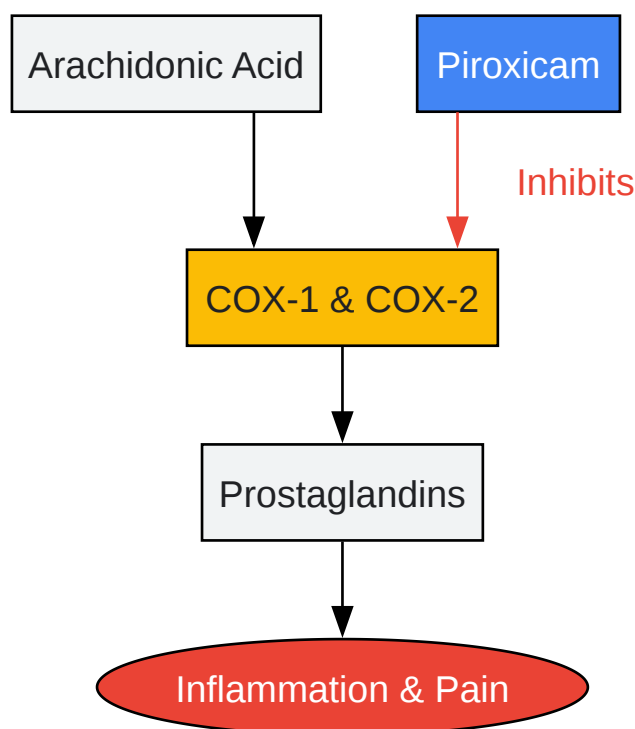 Arachidonic Acid
Piroxicam
Inhibits
COX-1 & COX-2
Prostaglandins
Inflammation & Pain